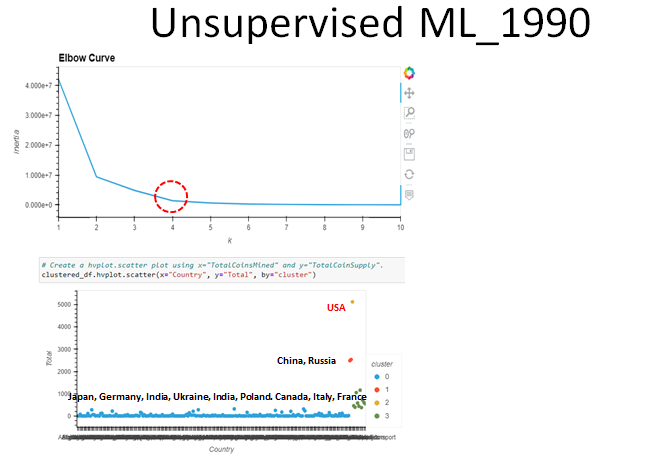 Unsupervised ML_1990
Elbow Curve
4.000e+7
3.000e+7
2.000e+7
1.000e+7
0.000e+0
Inertia
1 2 3 4 5 6 7 8 9 10
k
# Create a hvplot.scatter plot using x="TotalCoinsMined" and y="TotalCoinSupply".
clustered_df.hvplot.scatter(x="Country", y="Total", by="cluster")
5000
4000
3000
2000
1000
0
Total
USA
China, Russia
Japan, Germany, India, Ukraine, India, Poland. Canada, Italy, France
cluster
0
1
2
3
Country